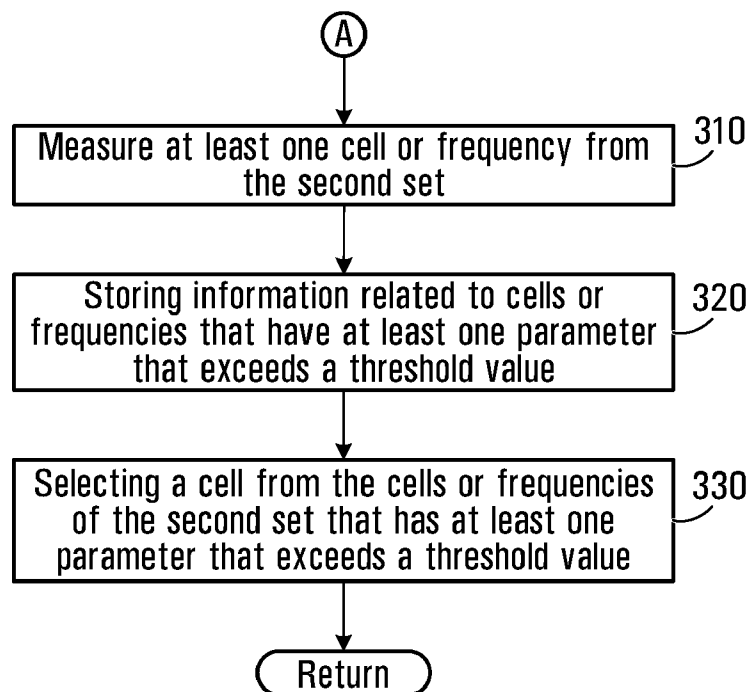 A
Measure at least one cell or frequency from
the second set
310
Storing information related to cells or
frequencies that have at least one parameter
that exceeds a threshold value
320
Selecting a cell from the cells or frequencies
of the second set that has at least one
parameter that exceeds a threshold value
330
Return